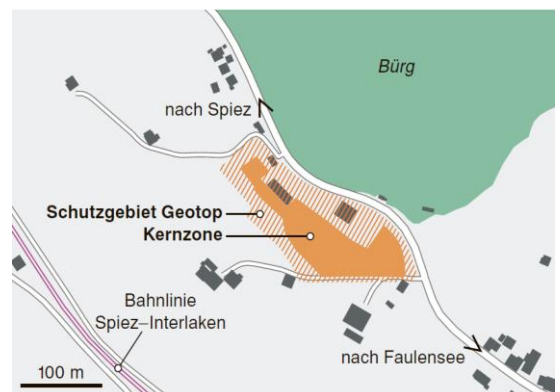 Bürg
nach Spiez
Schutzgebiet Geotop
Kernzone
Bahnlinie
Spiez–Interlaken
nach Faulensee
100 m